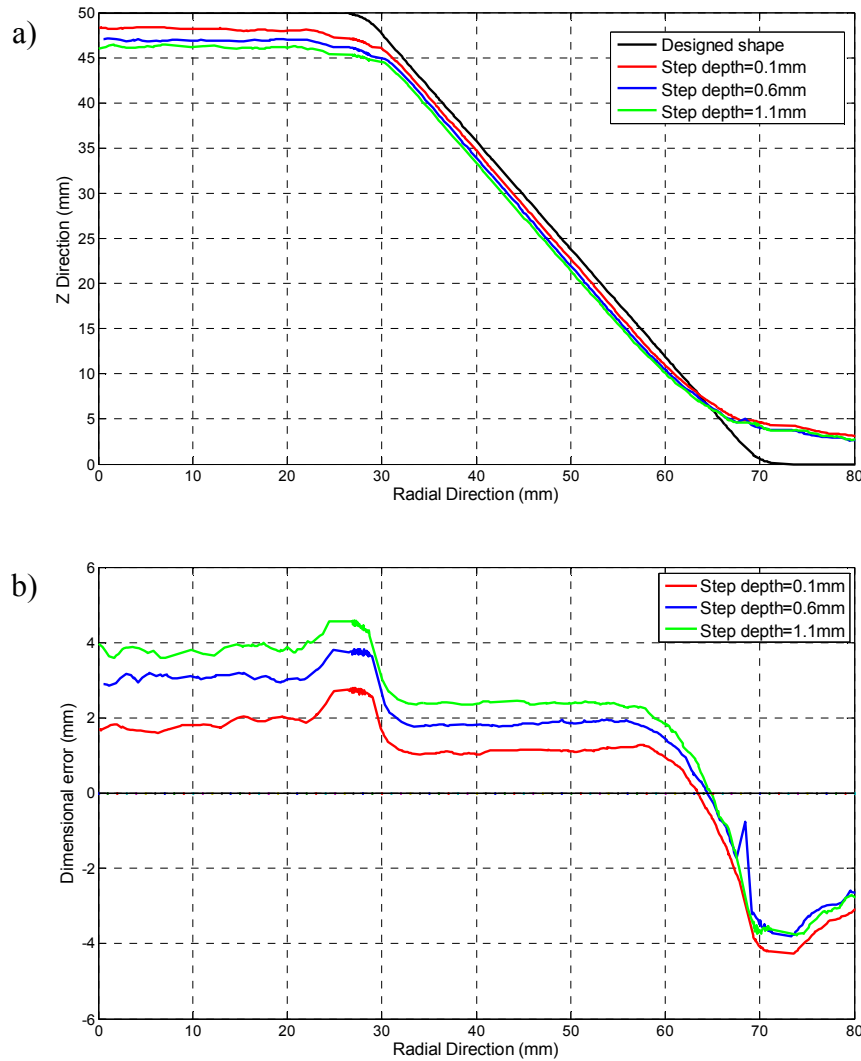 a)
50
45
40
35
30
25
20
15
10
5
0
Z Direction (mm)
Designed shape
Step depth=0.1mm
Step depth=0.6mm
Step depth=1.1mm
0 10 20 30 40 50 60 70 80
Radial Direction (mm)
b)
6
4
2
0
-2
-4
-6
Dimensional error (mm)
Step depth=0.1mm
Step depth=0.6mm
Step depth=1.1mm
0 10 20 30 40 50 60 70 80
Radial Direction (mm)